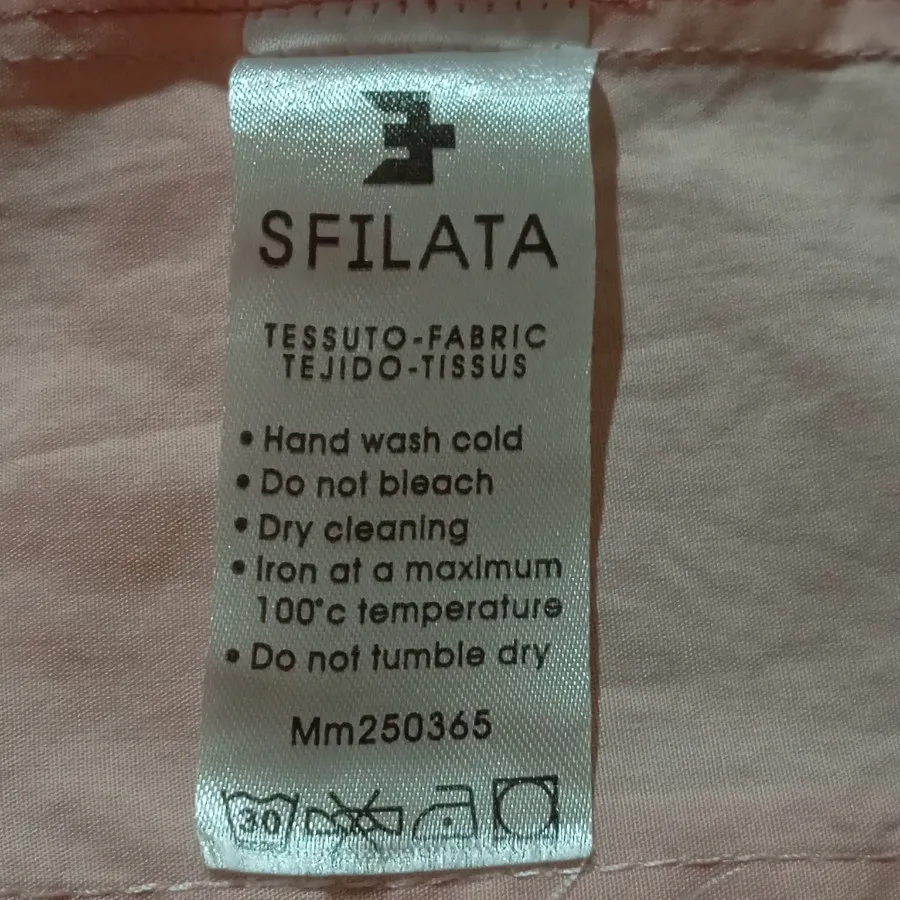 SFILATA
TESSUTO-FABRIC
TEJIDO-TISSUS
• Hand wash cold
• Do not bleach
• Dry cleaning
• Iron at a maximum
100°c temperature
• Do not tumble dry
Mm250365
30